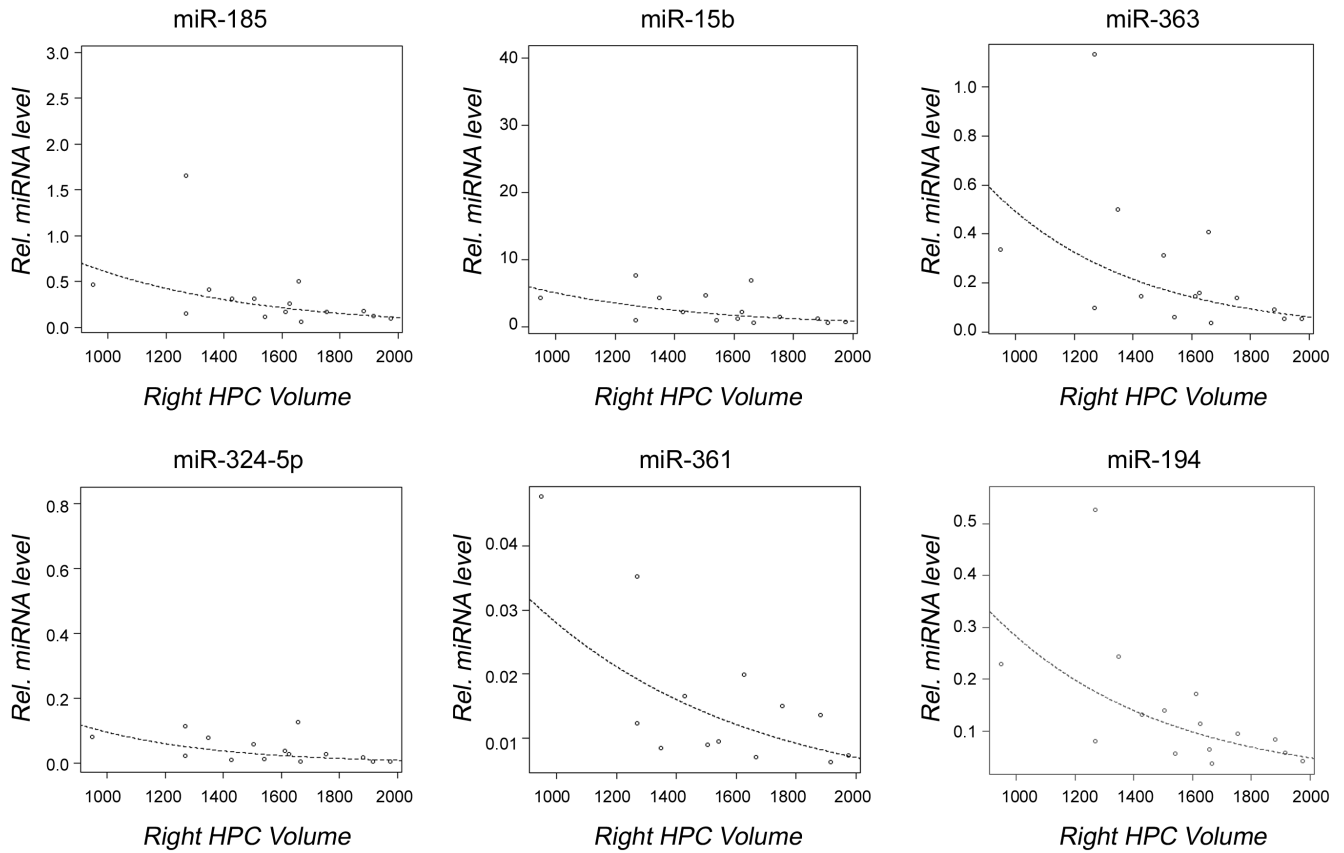 miR-185
miR-15b
miR-363
Rel. miRNA level
3.0
2.5
2.0
1.5
1.0
0.5
0.0
1000 1200 1400 1600 1800 2000
Right HPC Volume
Rel. miRNA level
40
30
20
10
0
1000 1200 1400 1600 1800 2000
Right HPC Volume
Rel. miRNA level
1.0
0.8
0.6
0.4
0.2
0.0
1000 1200 1400 1600 1800 2000
Right HPC Volume
miR-324-5p
miR-361
miR-194
Rel. miRNA level
0.8
0.6
0.4
0.2
0.0
1000 1200 1400 1600 1800 2000
Right HPC Volume
Rel. miRNA level
0.04
0.03
0.02
0.01
1000 1200 1400 1600 1800 2000
Right HPC Volume
Rel. miRNA level
0.5
0.4
0.3
0.2
0.1
1000 1200 1400 1600 1800 2000
Right HPC Volume